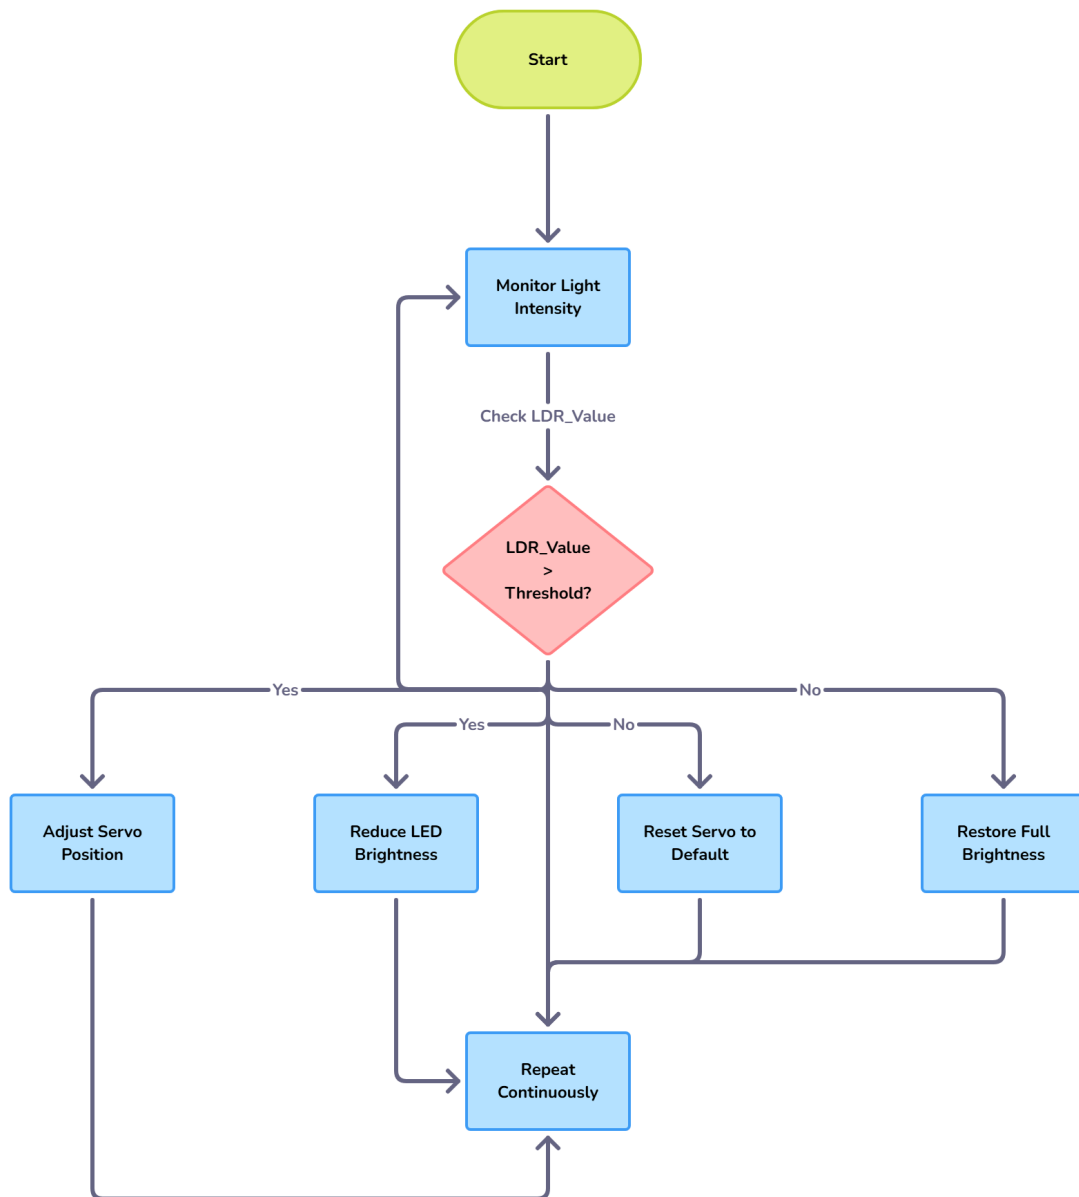 Start
Monitor Light
Intensity
Check LDR_Value
LDR_Value
>
Threshold?
Yes
No
Yes
No
Adjust Servo
Position
Reduce LED
Brightness
Reset Servo to
Default
Restore Full
Brightness
Repeat
Continuously